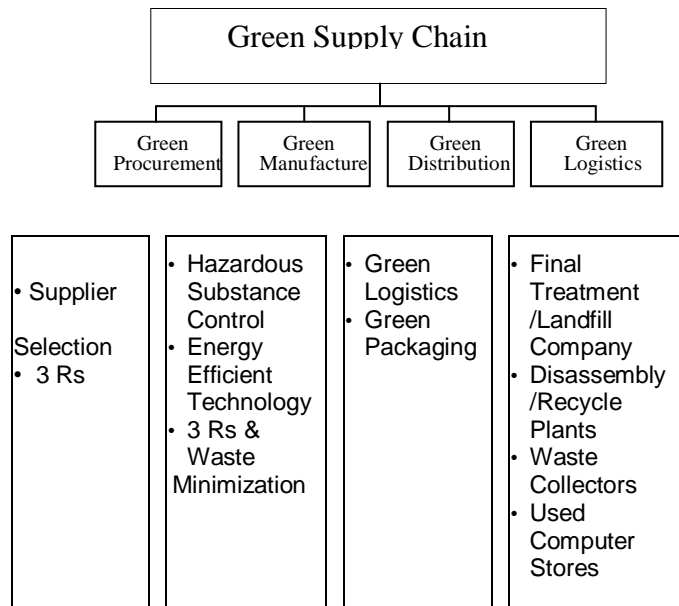 Green Supply Chain
Green
Procurement
Green
Manufacture
Green
Distribution
Green
Logistics
• Supplier
Selection
• 3 Rs
• Hazardous
Substance
Control
• Energy
Efficient
Technology
• 3 Rs &
Waste
Minimization
• Green
Logistics
• Green
Packaging
• Final
Treatment
/Landfill
Company
• Disassembly
/Recycle
Plants
• Waste
Collectors
• Used
Computer
Stores